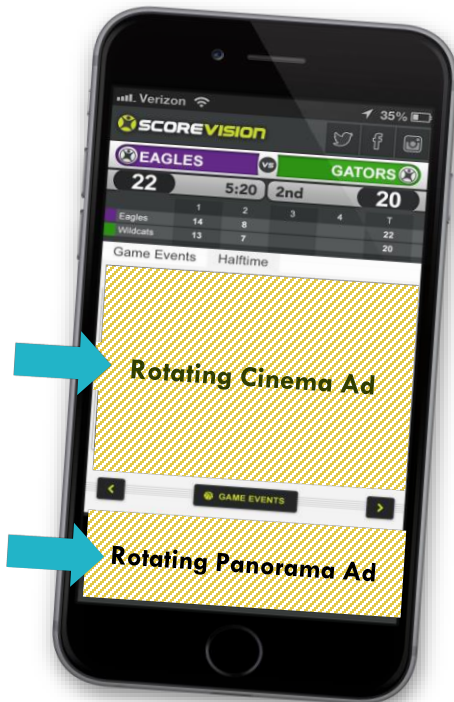 Verizon 35%
SCOREVISION
EAGLES VS GATORS
22 5:20 2nd 20
1 2 3 4 T
Eagles 14 8 22
Wildcats 13 7 20
Game Events Halftime
Rotating Cinema Ad
< GAME EVENTS >
Rotating Panorama Ad